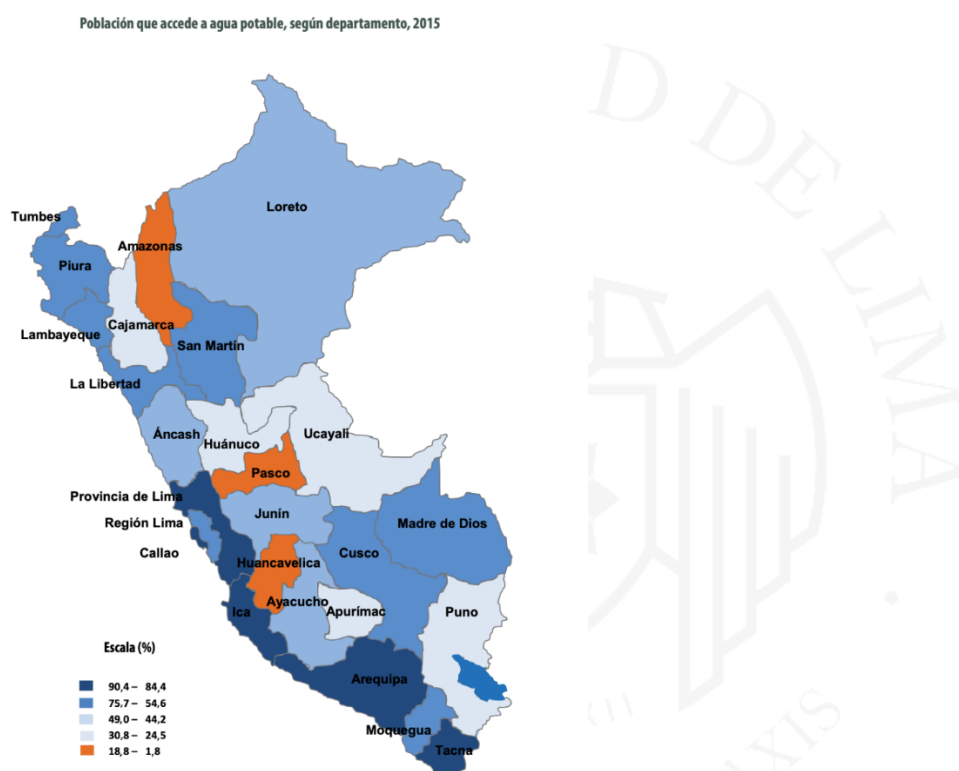 Población que accede a agua potable, según departamento, 2015
Loreto
Tumbes
Amazonas
Piura
Cajamarca
Lambayeque
San Martín
La Libertad
Ucayali
Áncash
Huánuco
Pasco
Provincia de Lima
Junín
Región Lima
Madre de Dios
Callao
Cusco
Huancavelica
Ica
Ayacucho
Apurímac
Puno
Arequipa
Moquegua
Tacna
Escala (%)
90,4 – 84,4
75,7 – 54,6
49,0 – 44,2
30,8 – 24,5
18,8 – 1,8
D DE LIMA
AXIS